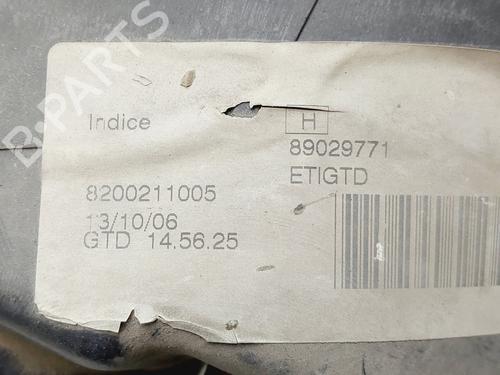 B-PARTS
Indice
H
89029771
ETIGTD
8200211005
13/10/06
GTD 14.56.25